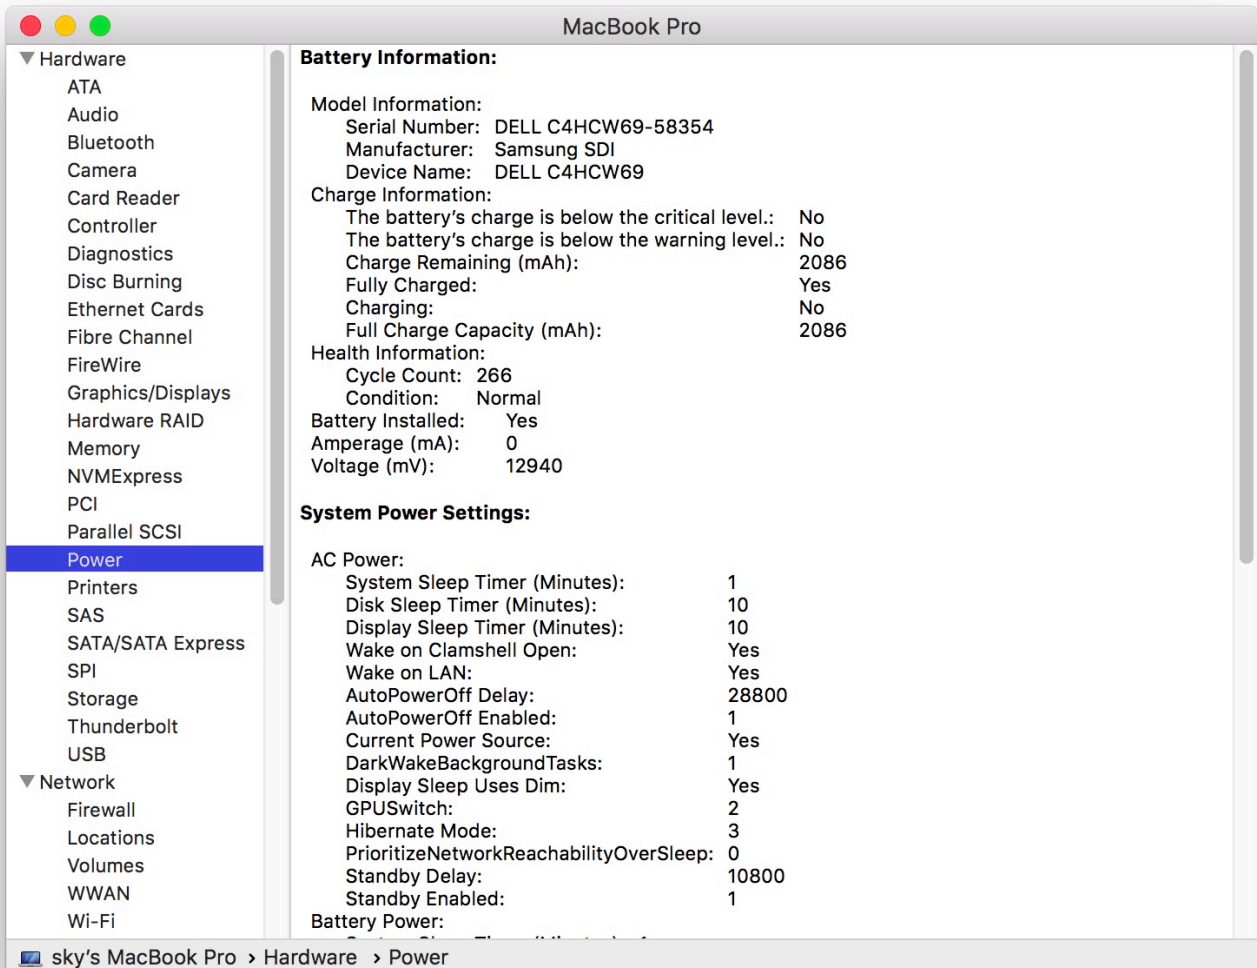 MacBook Pro
Hardware
ATA
Audio
Bluetooth
Camera
Card Reader
Controller
Diagnostics
Disc Burning
Ethernet Cards
Fibre Channel
FireWire
Graphics/Displays
Hardware RAID
Memory
NVMExpress
PCI
Parallel SCSI
Power
Printers
SAS
SATA/SATA Express
SPI
Storage
Thunderbolt
USB
Network
Firewall
Locations
Volumes
WWAN
Wi-Fi
Battery Information:
Model Information:
Serial Number: DELL C4HCW69-58354
Manufacturer: Samsung SDI
Device Name: DELL C4HCW69
Charge Information:
The battery’s charge is below the critical level.: No
The battery’s charge is below the warning level.: No
Charge Remaining (mAh): 2086
Fully Charged: Yes
Charging: No
Full Charge Capacity (mAh): 2086
Health Information:
Cycle Count: 266
Condition: Normal
Battery Installed: Yes
Amperage (mA): 0
Voltage (mV): 12940
System Power Settings:
AC Power:
System Sleep Timer (Minutes): 1
Disk Sleep Timer (Minutes): 10
Display Sleep Timer (Minutes): 10
Wake on Clamshell Open: Yes
Wake on LAN: Yes
AutoPowerOff Delay: 28800
AutoPowerOff Enabled: 1
Current Power Source: Yes
DarkWakeBackgroundTasks: 1
Display Sleep Uses Dim: Yes
GPUSwitch: 2
Hibernate Mode: 3
PrioritizeNetworkReachabilityOverSleep: 0
Standby Delay: 10800
Standby Enabled: 1
Battery Power:
sky’s MacBook Pro › Hardware › Power